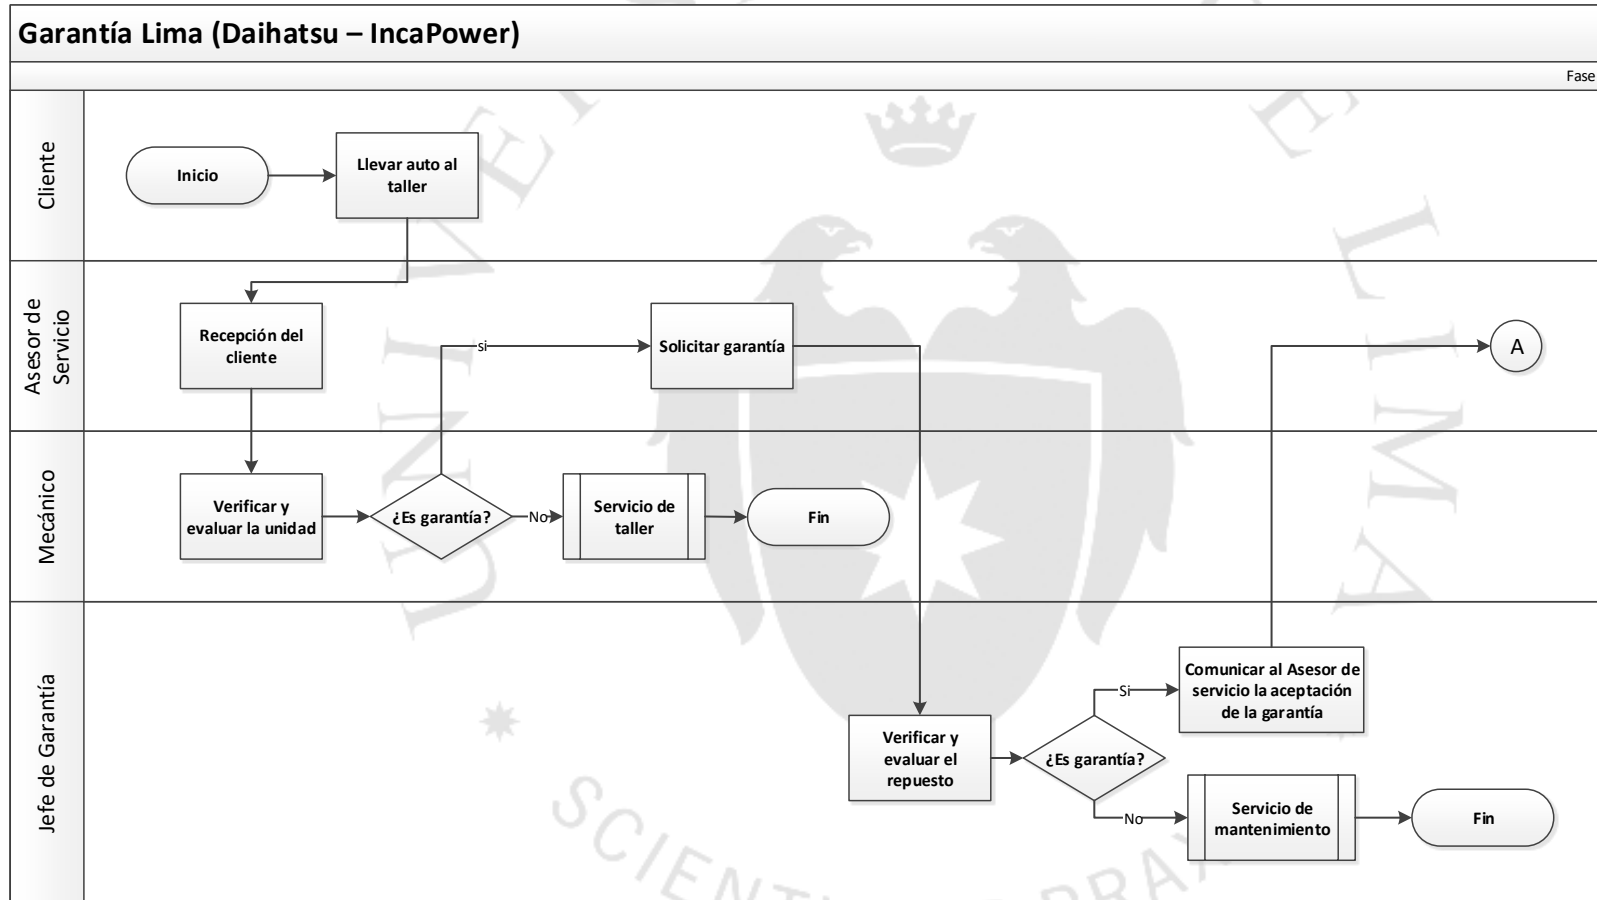 Garantía Lima (Daihatsu – IncaPower)
Fase
Cliente
Inicio
Llevar auto al
taller
Asesor de
Servicio
Recepción del
cliente
si
Solicitar garantía
A
Mecánico
Verificar y
evaluar la unidad
¿Es garantía?
No
Servicio de
taller
Fin
Jefe de Garantía
Verificar y
evaluar el
repuesto
¿Es garantía?
Si
Comunicar al Asesor de
servicio la aceptación
de la garantía
No
Servicio de
mantenimiento
Fin